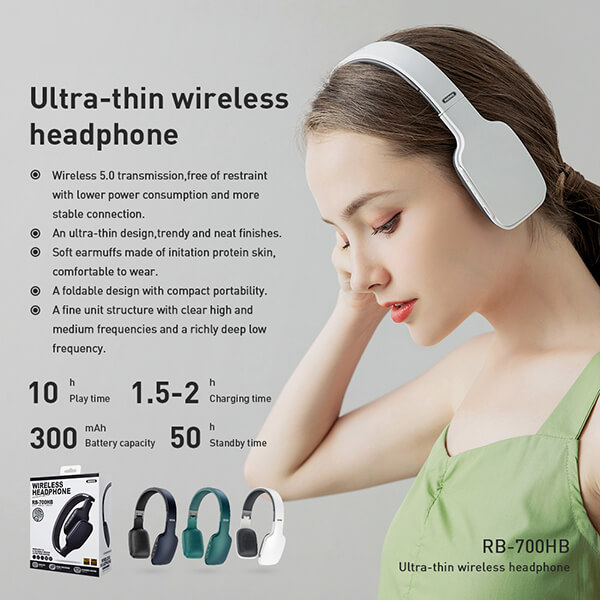 Ultra-thin wireless
headphone
Wireless 5.0 transmission,free of restraint
with lower power consumption and more
stable connection.
An ultra-thin design,trendy and neat finishes.
Soft earmuffs made of initation protein skin,
comfortable to wear.
A foldable design with compact portability.
A fine unit structure with clear high and
medium frequencies and a richly deep low
frequency.
10 h Play time
1.5-2 h Charging time
300 mAh Battery capacity
50 h Standby time
WIRELESS
HEADPHONE
RB-700HB
RB-700HB
Ultra-thin wireless headphone